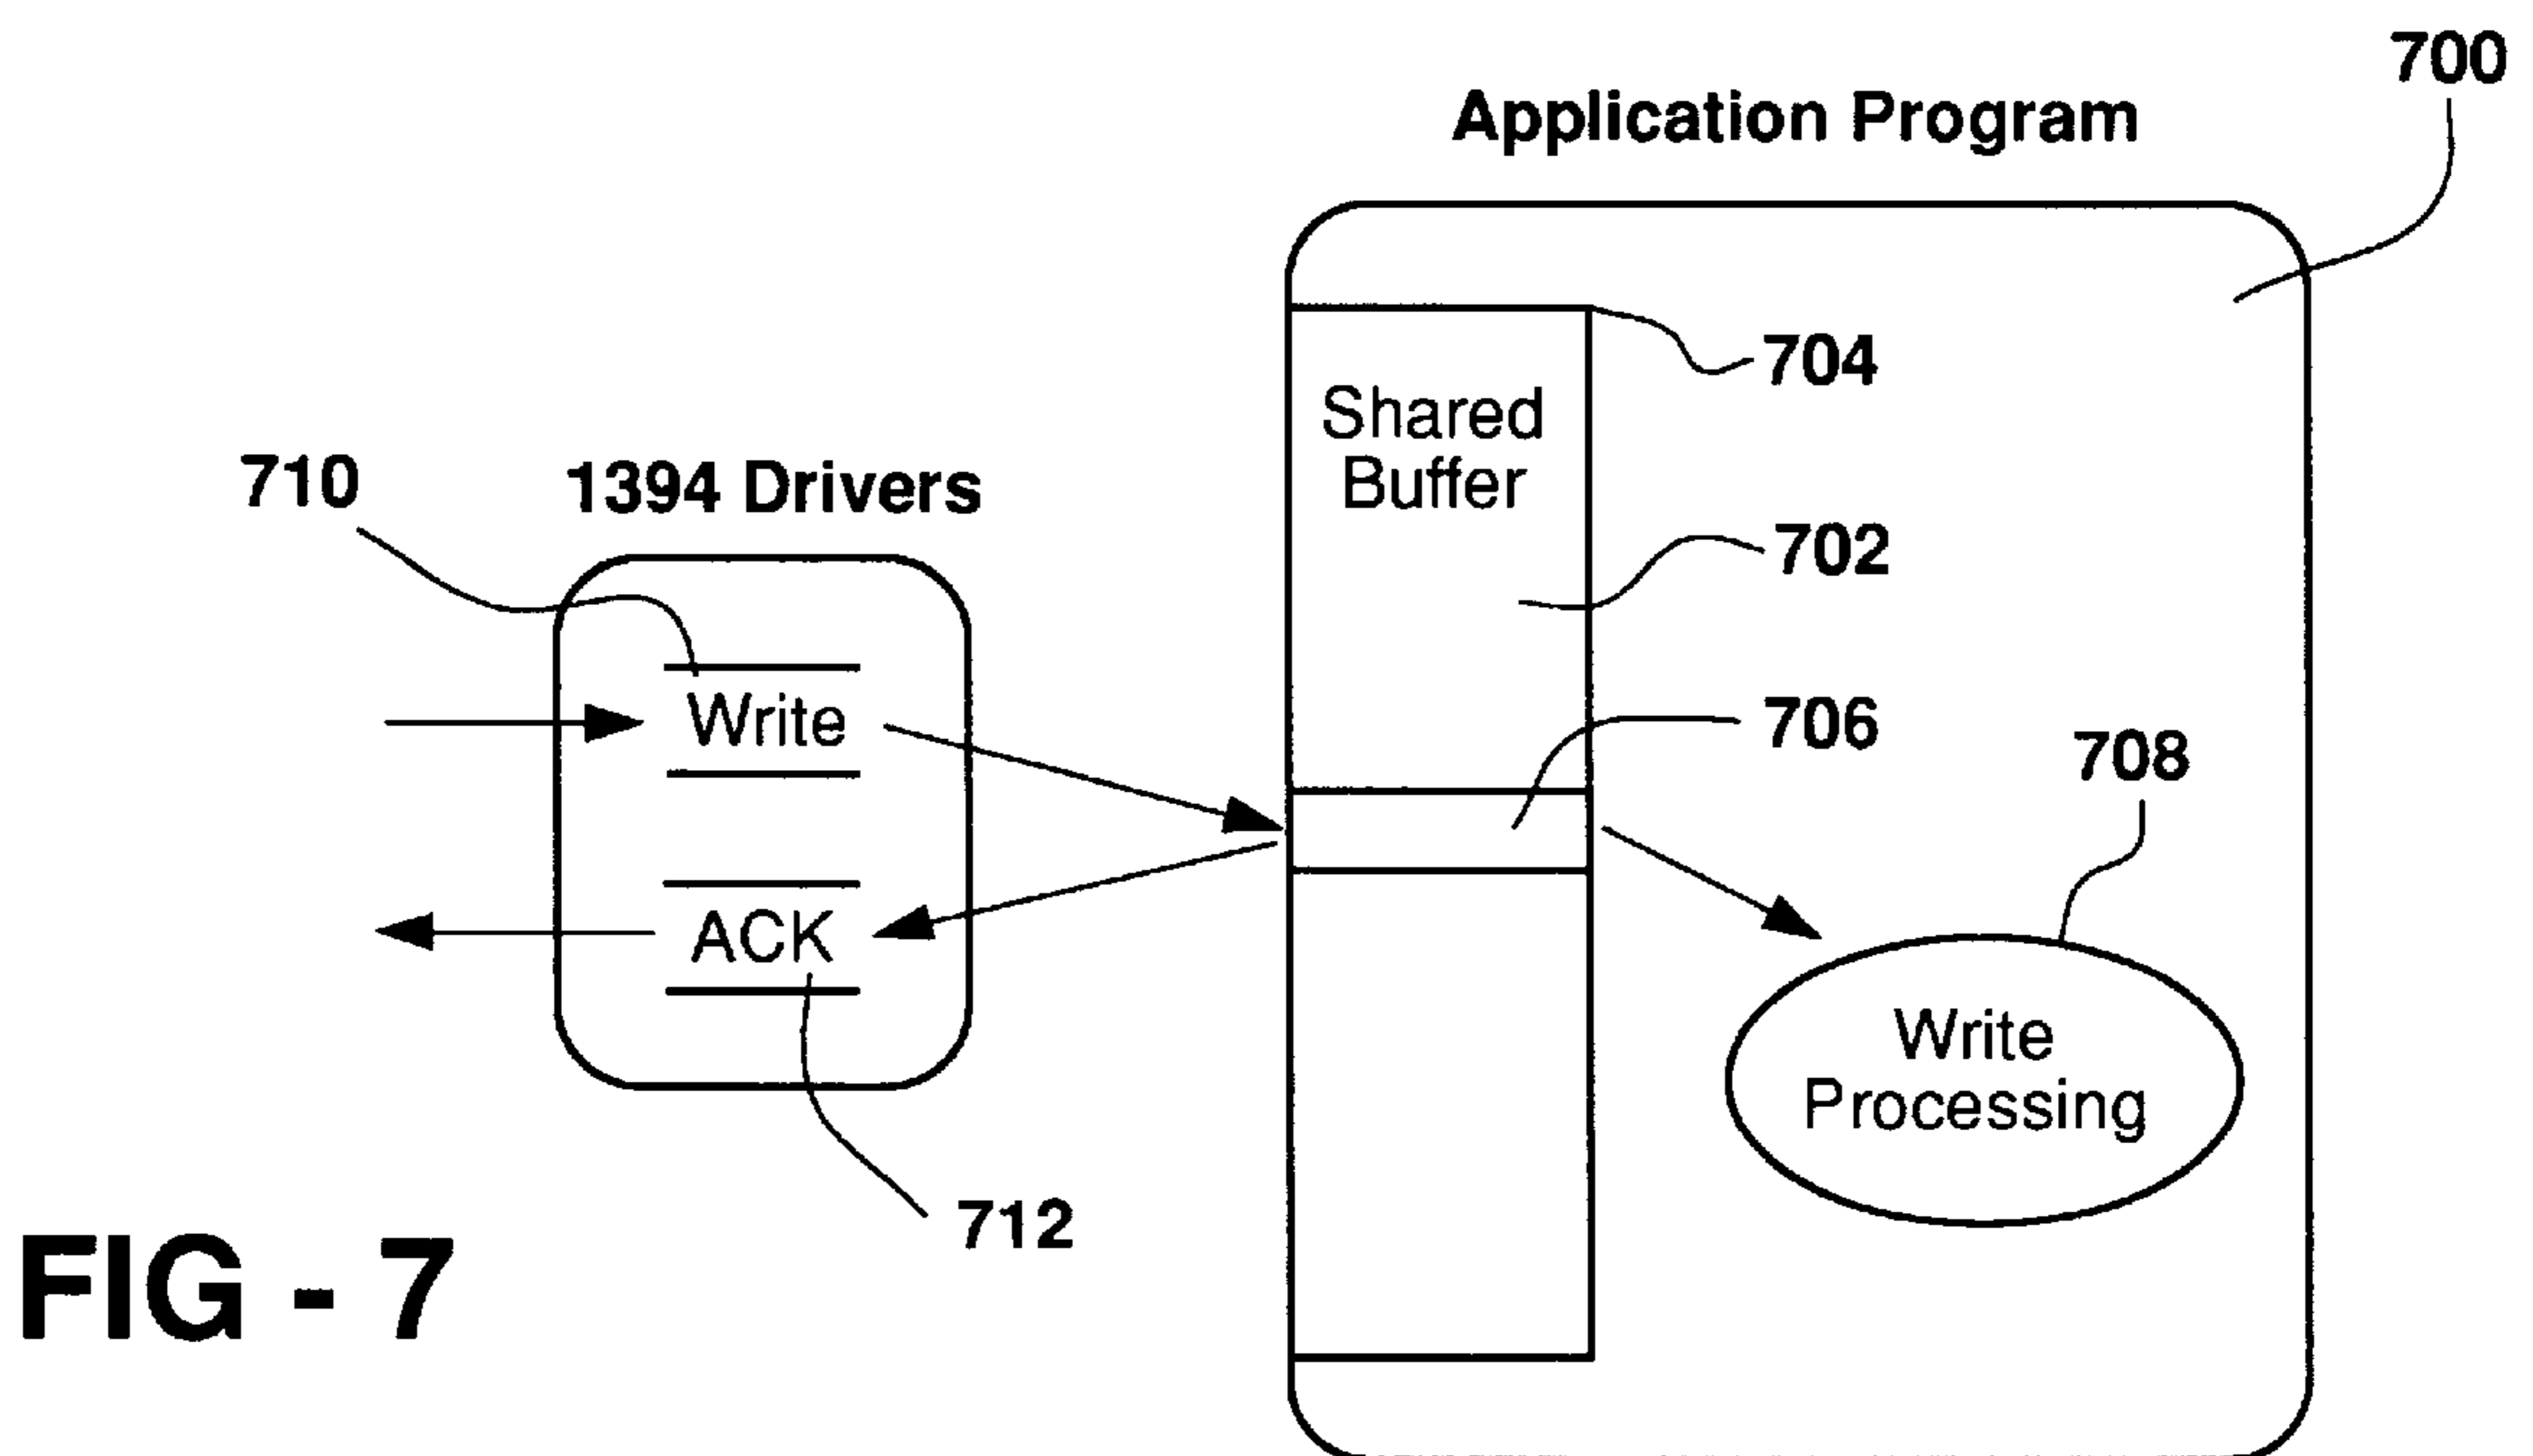 700
Application Program
704
Shared
Buffer
710
1394 Drivers
702
Write
706
708
ACK
Write
Processing
712
FIG - 7